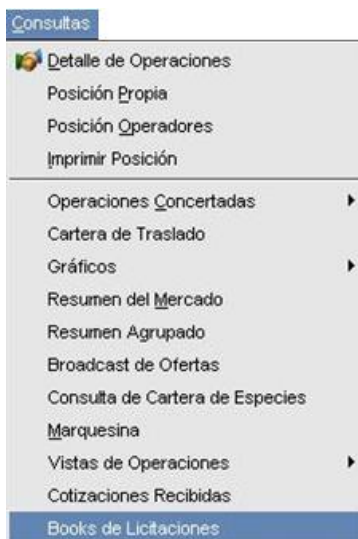 Consultas
Detalle de Operaciones
Posición Propia
Posición Operadores
Imprimir Posición
Operaciones Concertadas
Cartera de Traslado
Gráficos
Resumen del Mercado
Resumen Agrupado
Broadcast de Ofertas
Consulta de Cartera de Especies
Marquesina
Vistas de Operaciones
Cotizaciones Recibidas
Books de Licitaciones